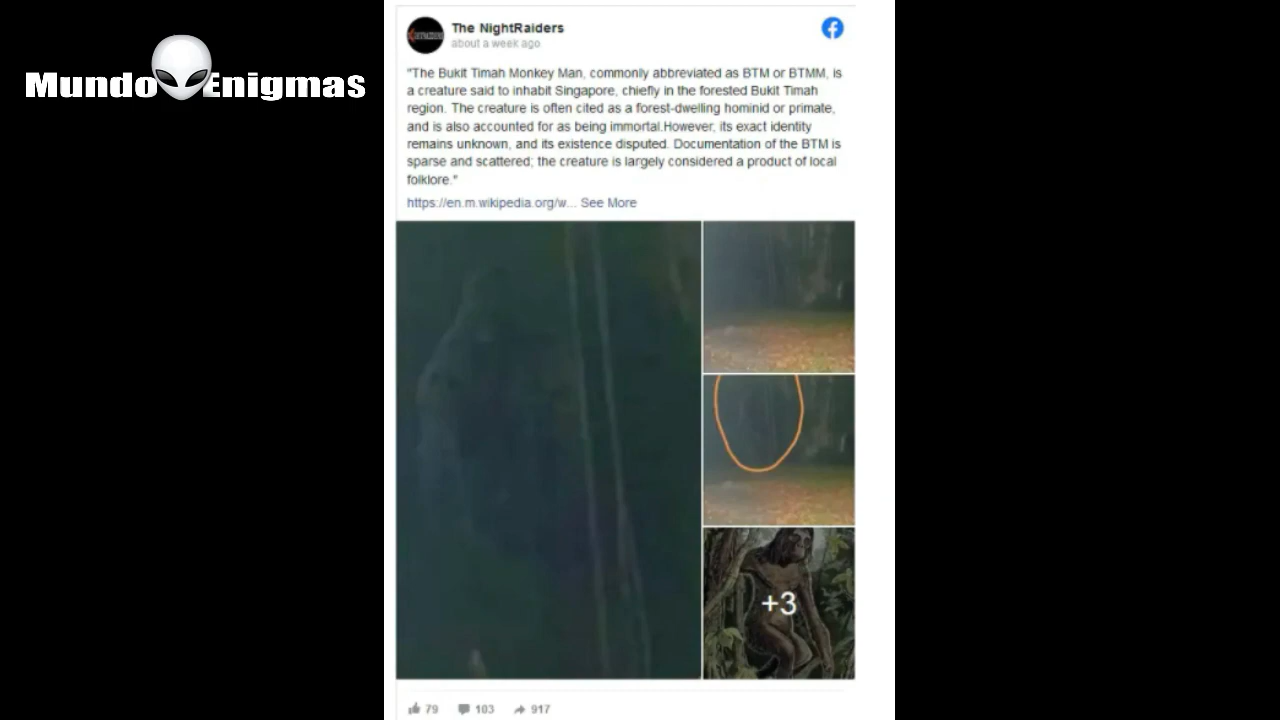 Mundo Enigmas
The NightRaiders
about a week ago
"The Bukit Timah Monkey Man, commonly abbreviated as BTM or BTMM, is
a creature said to inhabit Singapore, chiefly in the forested Bukit Timah
region. The creature is often cited as a forest-dwelling hominid or primate,
and is also accounted for as being immortal.However, its exact identity
remains unknown, and its existence disputed. Documentation of the BTM is
sparse and scattered; the creature is largely considered a product of local
folklore."
https://en.m.wikipedia.org/w... See More
+3
79 103 917